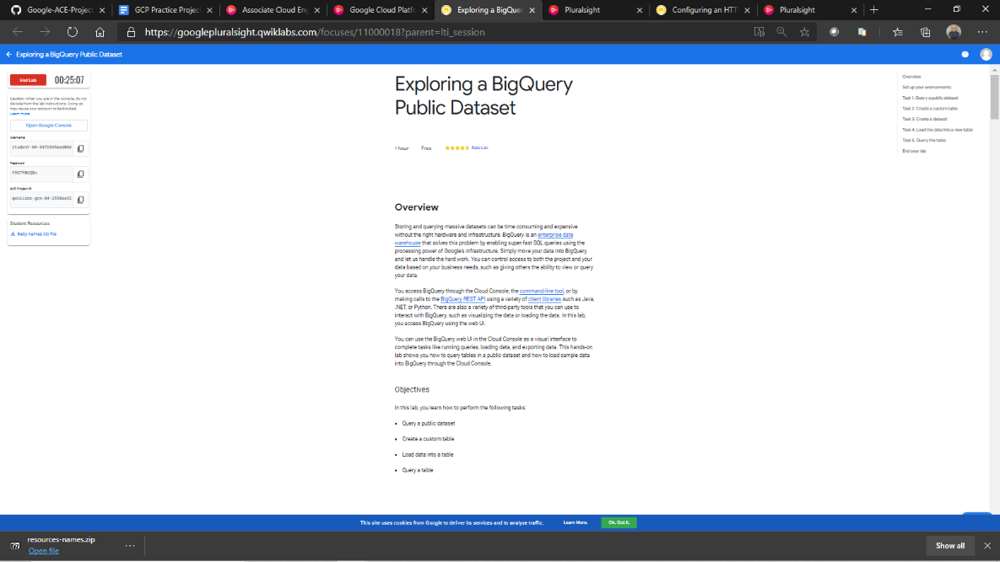 Google-ACE-Project
GCP Practice Project
Associate Cloud Eng
Google Cloud Platfo
Exploring a BigQuer
Pluralsight
Configuring an HTT
Pluralsight
https://googlepluralsight.qwiklabs.com/focuses/11000018?parent=lti_session
Exploring a BigQuery Public Dataset
End Lab
00:25:07
Caution: When you are in the console, do not
deviate from the lab instructions. Doing so
may cause your account to be blocked.
Learn more.
Open Google Console
Username
Password
GCP Project ID
Student Resources
Baby names zip file
Exploring a BigQuery
Public Dataset
1 hour
Free
Rate Lab
Overview
Storing and querying massive datasets can be time consuming and expensive
without the right hardware and infrastructure. BigQuery is an enterprise data
warehouse that solves this problem by enabling super-fast SQL queries using the
processing power of Google's infrastructure. Simply move your data into BigQuery
and let us handle the hard work. You can control access to both the project and your
data based on your business needs, such as giving others the ability to view or query
your data.
You access BigQuery through the Cloud Console, the command-line tool, or by
making calls to the BigQuery REST API using a variety of client libraries such as Java,
.NET, or Python. There are also a variety of third-party tools that you can use to
interact with BigQuery, such as visualizing the data or loading the data. In this lab,
you access BigQuery using the web UI.
You can use the BigQuery web UI in the Cloud Console as a visual interface to
complete tasks like running queries, loading data, and exporting data. This hands-on
lab shows you how to query tables in a public dataset and how to load sample data
into BigQuery through the Cloud Console.
Objectives
In this lab, you learn how to perform the following tasks:
• Query a public dataset
• Create a custom table
• Load data into a table
• Query a table
Overview
Set up your environments
Task 1. Query a public dataset
Task 2. Create a custom table
Task 3. Create a dataset
Task 4. Load the data into a new table
Task 5. Query the table
End your lab
This site uses cookies from Google to deliver its services and to analyze traffic.
Learn More.
Ok, Got It.
resources-names.zip
Open file
Show all